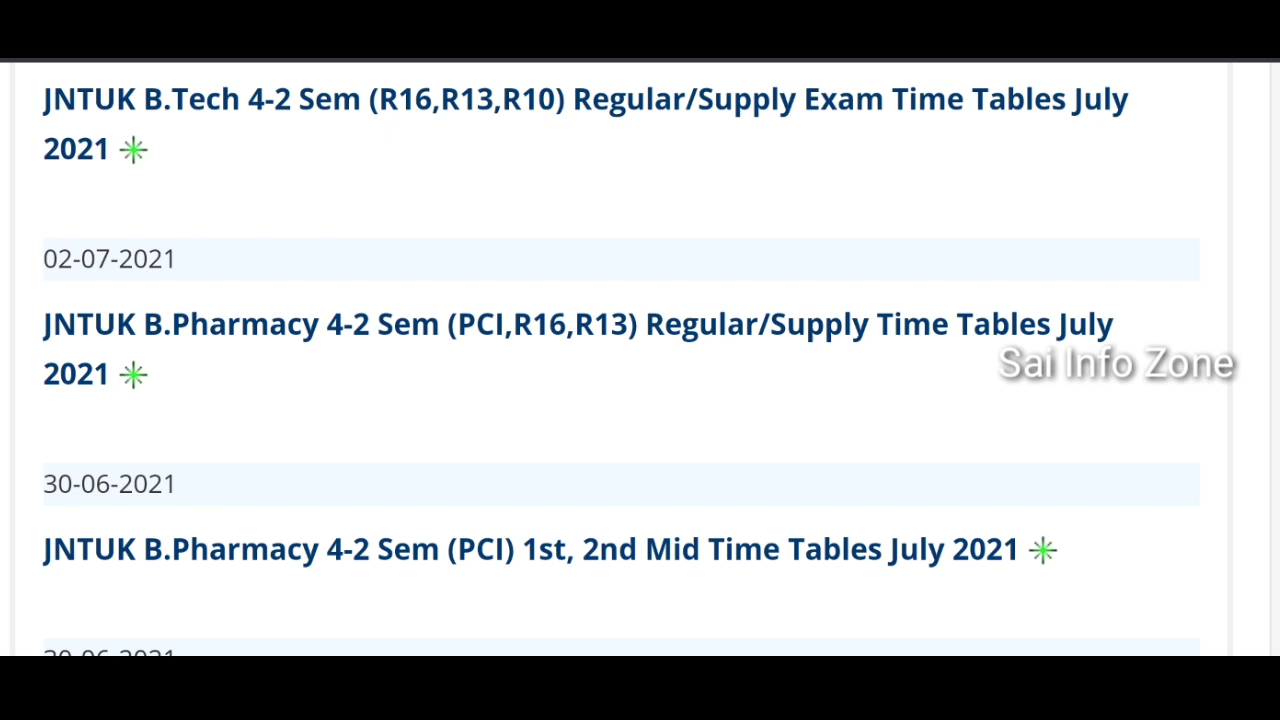 JNTUK B.Tech 4-2 Sem (R16,R13,R10) Regular/Supply Exam Time Tables July
2021
02-07-2021
JNTUK B.Pharmacy 4-2 Sem (PCI,R16,R13) Regular/Supply Time Tables July
2021
Sai Info Zone
30-06-2021
JNTUK B.Pharmacy 4-2 Sem (PCI) 1st, 2nd Mid Time Tables July 2021